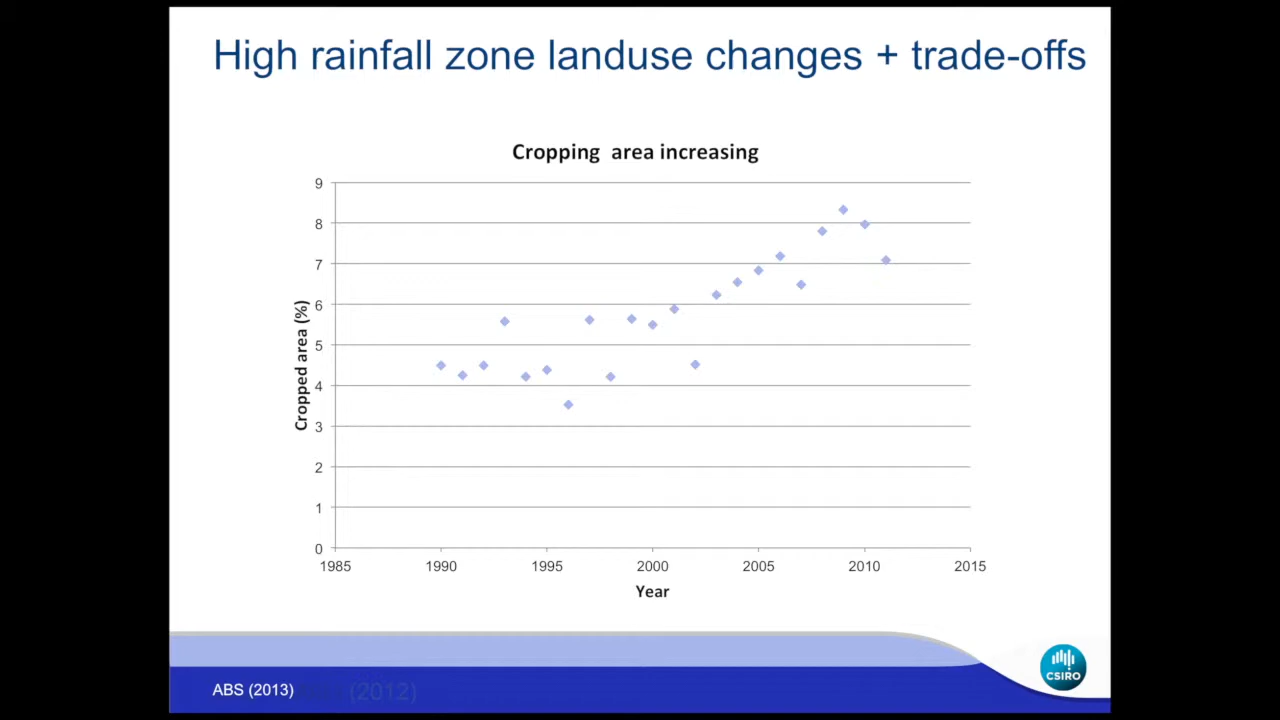 High rainfall zone landuse changes + trade-offs
Cropping area increasing
9
8
7
6
5
4
3
2
1
0
Cropped area (%)
1985 1990 1995 2000 2005 2010 2015
Year
CSIRO
ABS (2013) (2012)